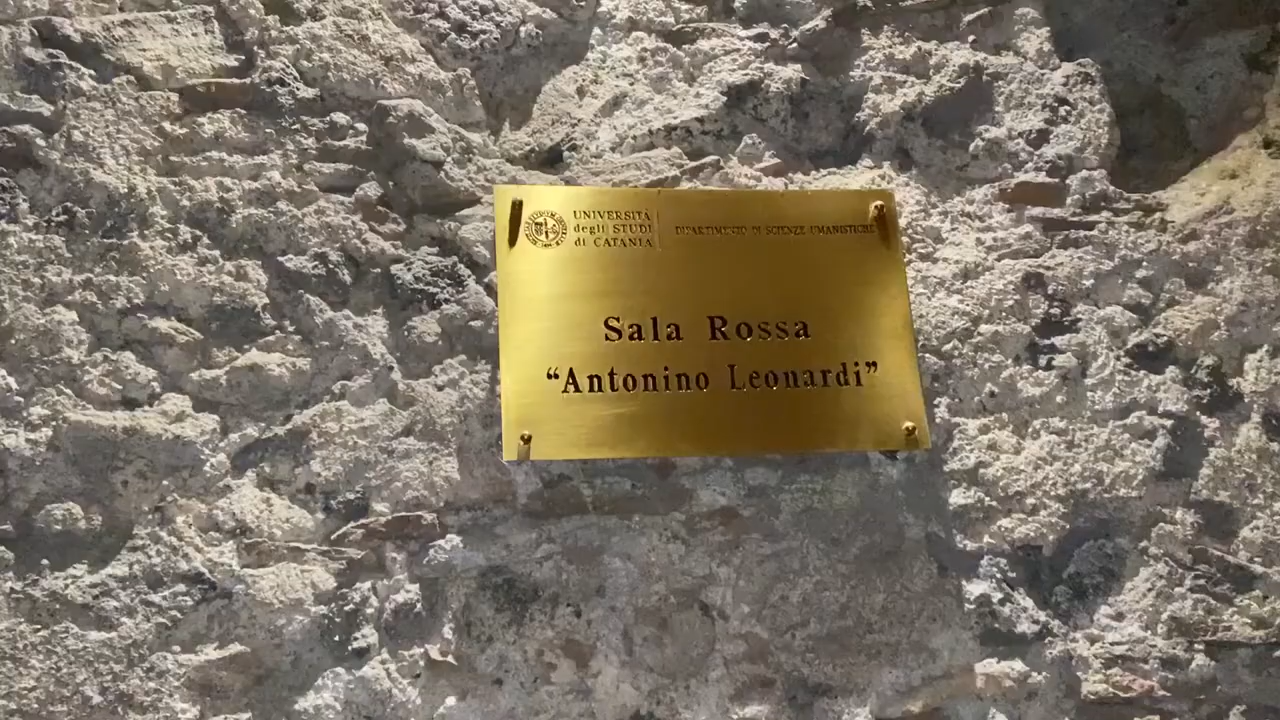 UNIVERSITÀ
degli STUDI
di CATANIA
DIPARTIMENTO DI SCIENZE UMANISTICHE
Sala Rossa
“Antonino Leonardi”